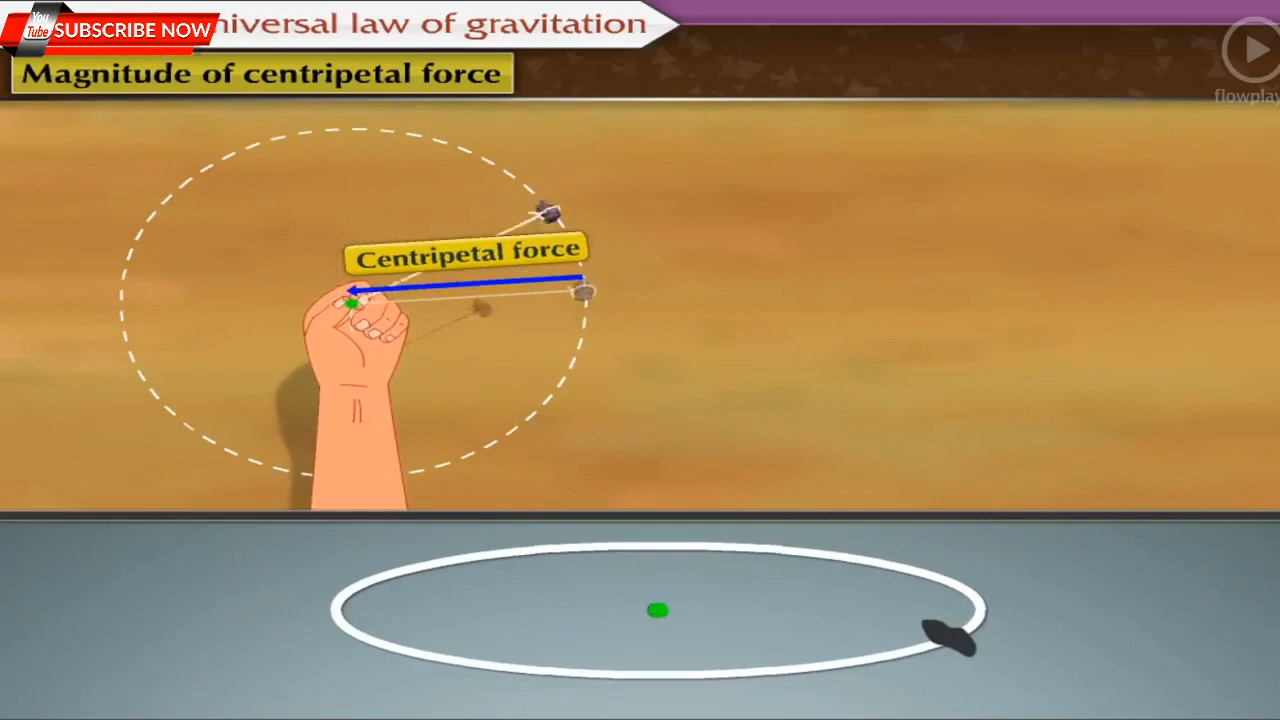 You
Tube
SUBSCRIBE NOW
niversal law of gravitation
Magnitude of centripetal force
flowplay
Centripetal force